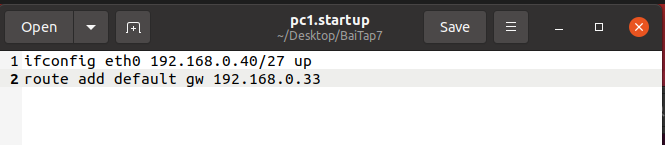 Open
pc1.startup
~/Desktop/BaiTap7
Save
1 ifconfig eth0 192.168.0.40/27 up
2 route add default gw 192.168.0.33